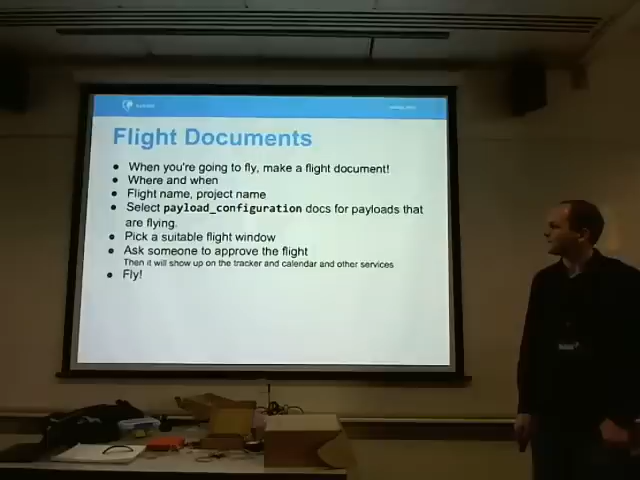 Flight Documents
When you're going to fly, make a flight document!
Where and when
Flight name, project name
Select payload_configuration docs for payloads that
are flying.
Pick a suitable flight window
Ask someone to approve the flight
Then it will show up on the tracker and calendar and other services
Fly!